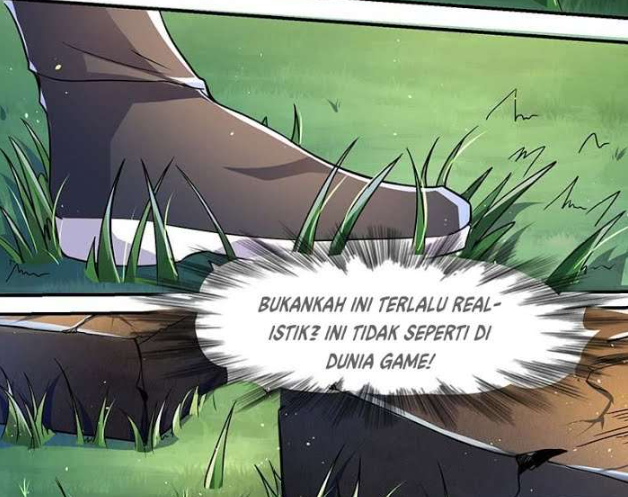 BUKANKAH INI TERLALU REAL-
ISTIK? INI TIDAK SEPERTI DI
DUNIA GAME!